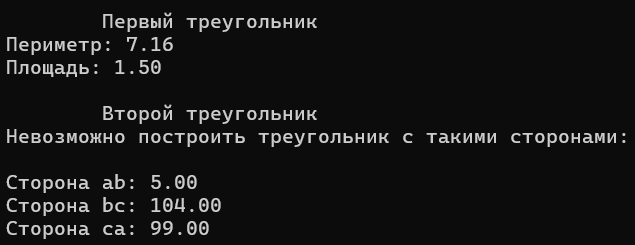 Первый треугольник
Периметр: 7.16
Площадь: 1.50
Второй треугольник
Невозможно построить треугольник с такими сторонами:
Сторона ab: 5.00
Сторона bc: 104.00
Сторона ca: 99.00